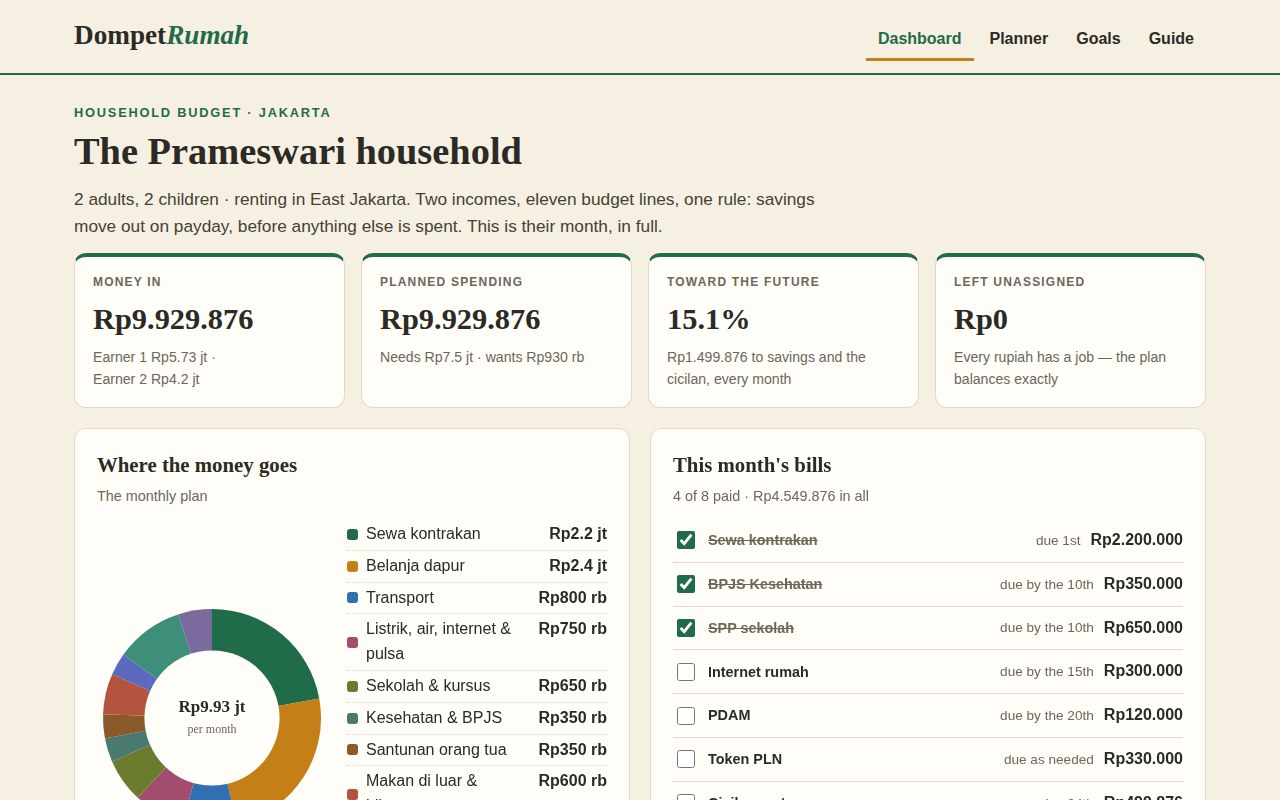 DompetRumah
Dashboard
Planner
Goals
Guide
HOUSEHOLD BUDGET · JAKARTA
The Prameswari household
2 adults, 2 children · renting in East Jakarta. Two incomes, eleven budget lines, one rule: savings
move out on payday, before anything else is spent. This is their month, in full.
MONEY IN
Rp9.929.876
Earner 1 Rp5.73 jt ·
Earner 2 Rp4.2 jt
PLANNED SPENDING
Rp9.929.876
Needs Rp7.5 jt · wants Rp930 rb
TOWARD THE FUTURE
15.1%
Rp1.499.876 to savings and the
cicilan, every month
LEFT UNASSIGNED
Rp0
Every rupiah has a job — the plan
balances exactly
Where the money goes
The monthly plan
Rp9.93 jt
per month
Sewa kontrakan Rp2.2 jt
Belanja dapur Rp2.4 jt
Transport Rp800 rb
Listrik, air, internet & Rp750 rb
pulsa
Sekolah & kursus Rp650 rb
Kesehatan & BPJS Rp350 rb
Santunan orang tua Rp350 rb
Makan di luar & Rp600 rb
This month's bills
4 of 8 paid · Rp4.549.876 in all
Sewa kontrakan due 1st Rp2.200.000
BPJS Kesehatan due by the 10th Rp350.000
SPP sekolah due by the 10th Rp650.000
Internet rumah due by the 15th Rp300.000
PDAM due by the 20th Rp120.000
Token PLN due as needed Rp330.000